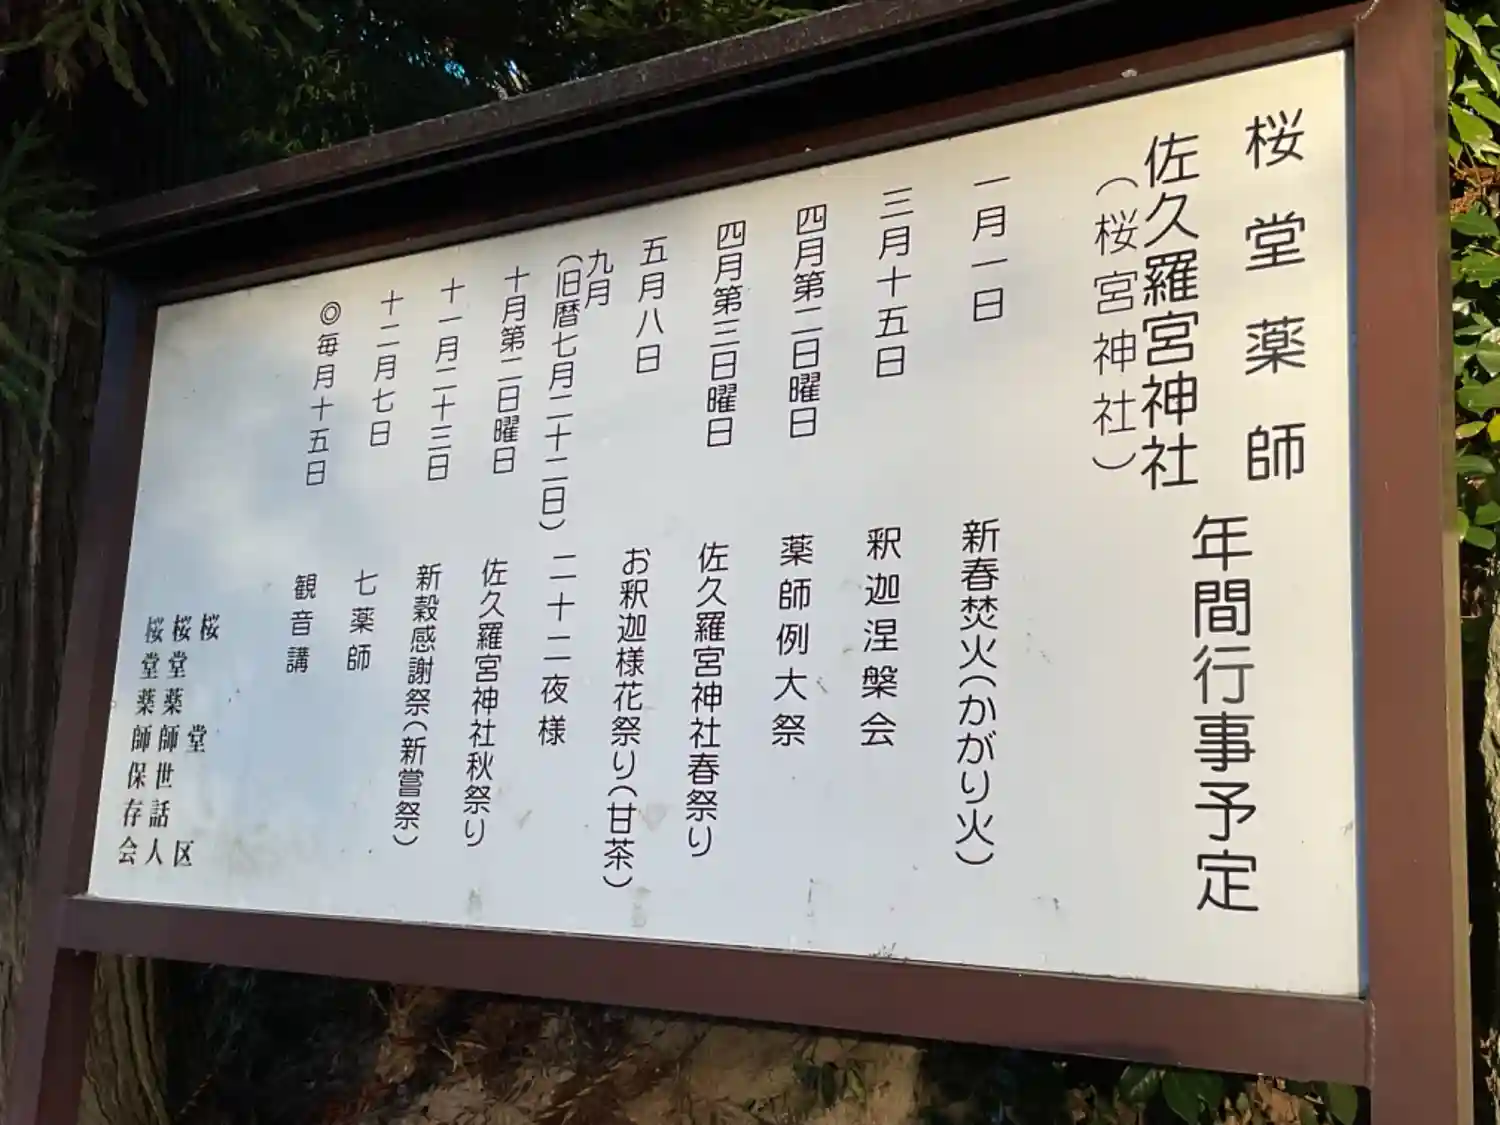 桜堂薬師
佐久羅宮神社
（桜宮神社）
年間行事予定
一月一日　新春焚火（かがり火）
三月十五日　釈迦涅槃会
四月第二日曜日　薬師例大祭
四月第三日曜日　佐久羅宮神社春祭り
五月八日　お釈迦様花祭り（甘茶）
九月
（旧暦七月二十二日）　二十二夜様
十月第二日曜日　佐久羅宮神社秋祭り
十一月二十三日　新穀感謝祭（新嘗祭）
十二月七日　七薬師
◎毎月十五日　観音講
桜堂区
桜堂薬師世話人
桜堂薬師保存会